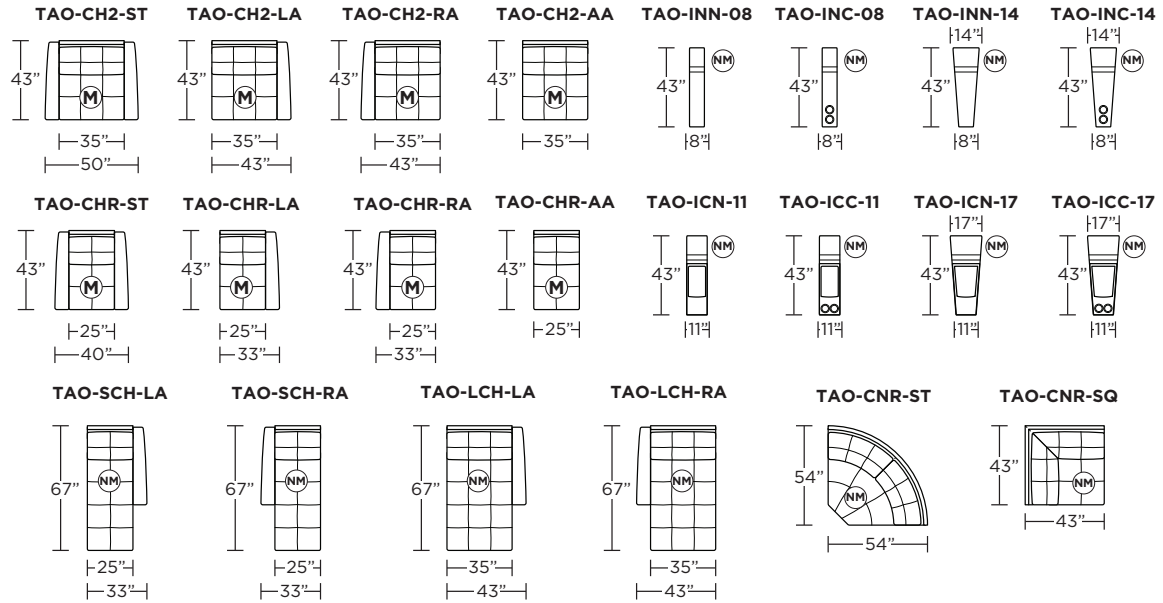 TAO-CH2-ST TAO-CH2-LA TAO-CH2-RA TAO-CH2-AA TAO-INN-08 TAO-INC-08 TAO-INN-14 TAO-INC-14
14” 14”
43” M 43” M 43” M 43” M 43” NM 43” NM 43” NM 43” NM
35” 35” 35” 35” 8” 8” 8” 8”
50” 43” 43”
TAO-CHR-ST TAO-CHR-LA TAO-CHR-RA TAO-CHR-AA TAO-ICN-11 TAO-ICC-11 TAO-ICN-17 TAO-ICC-17
17” 17”
43” M 43” M 43” M 43” M 43” NM 43” NM 43” NM 43” NM
25” 25” 25” 25” 11” 11” 11” 11”
40” 33” 33”
TAO-SCH-LA TAO-SCH-RA TAO-LCH-LA TAO-LCH-RA TAO-CNR-ST TAO-CNR-SQ
67” NM 67” NM 67” NM 67” NM 54” NM 43” NM
25” 25” 35” 35” 54” 43”
33” 33” 43” 43”